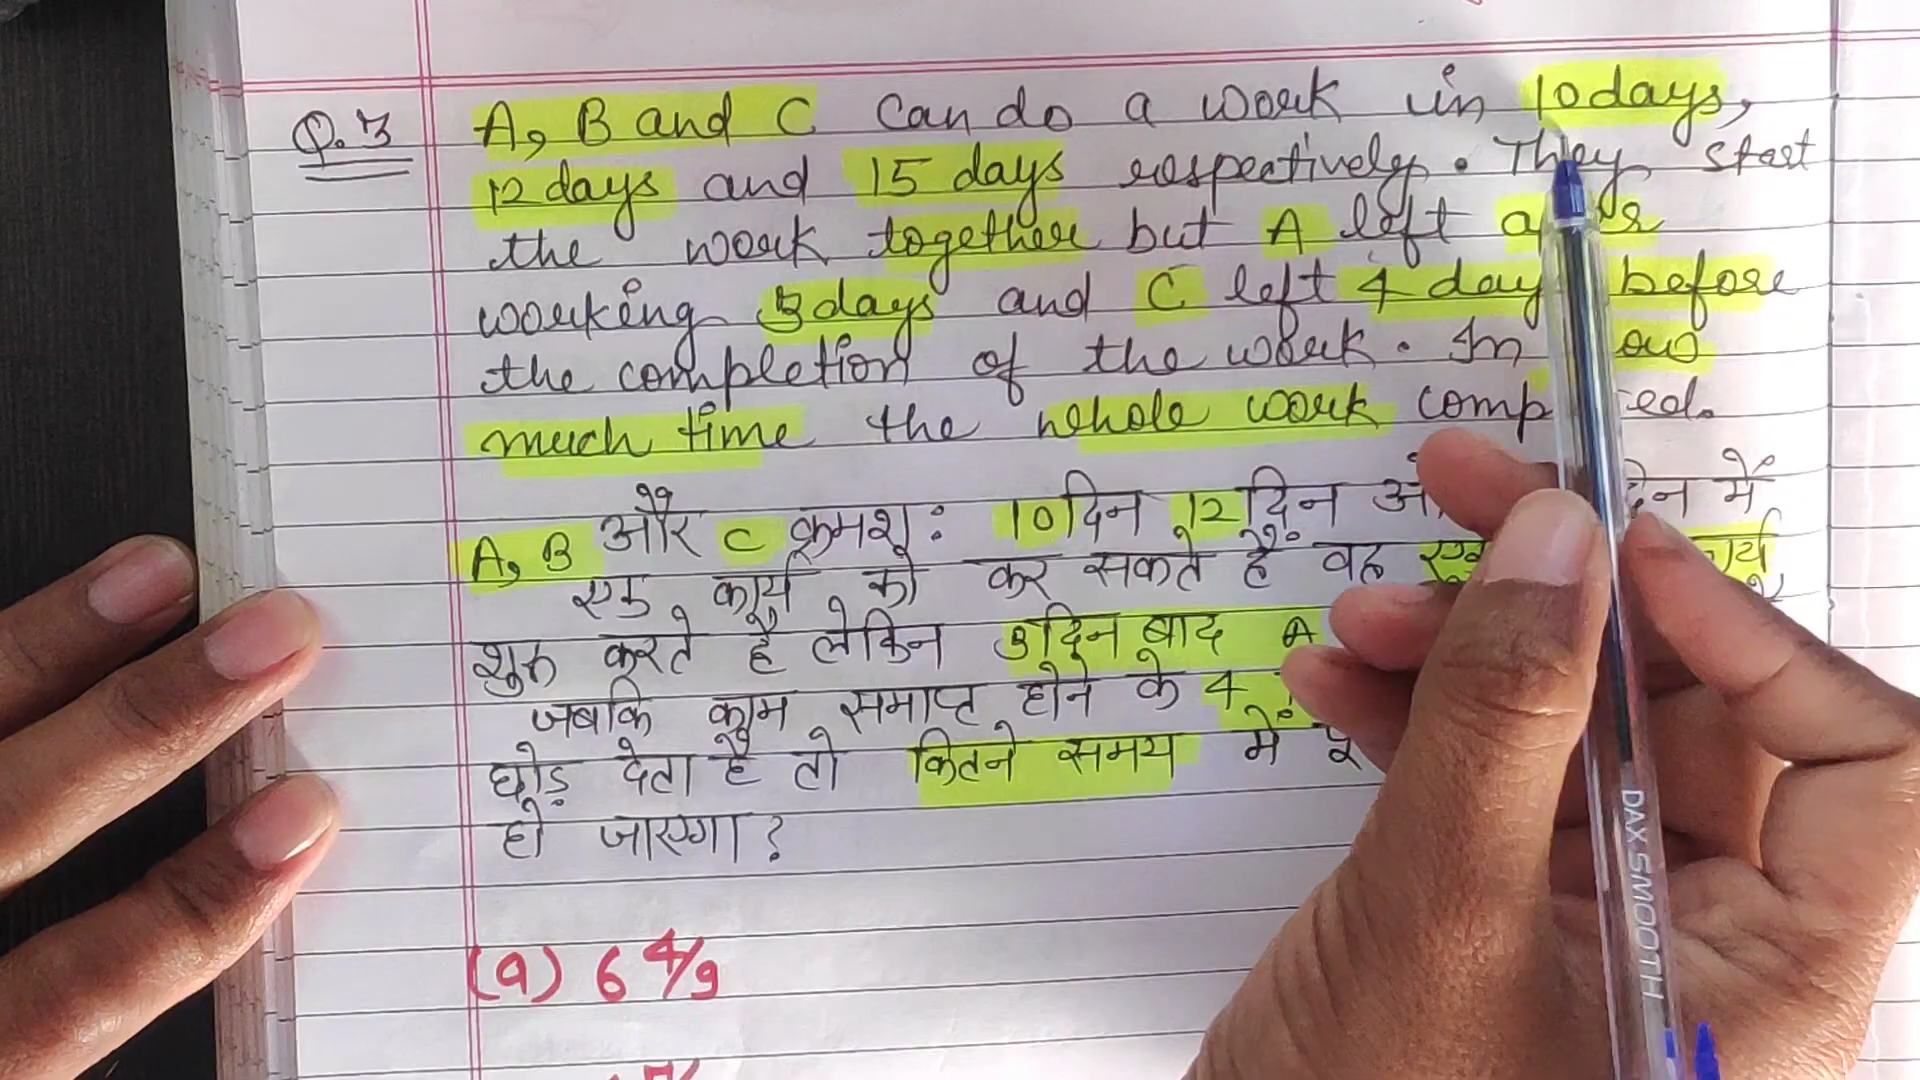 Q.3 A, B and C can do a work in 10 days,
12 days and 15 days respectively. They start
the work together but A left
working 3 days and C left 4 day before
the completion of the work. In
much time the whole work
A, B और C क्रमश: 10 दिन 12 दिन में
एक कार्य को कर सकते है वह
शुरू करते है लेकिन 3 दिन बाद A
जबकि काम समाप्त होने के 4
छोड़ देता है तो कितने समय मे
हो जाएगा ?
(a) 6 4/9
DAX SMOOTH